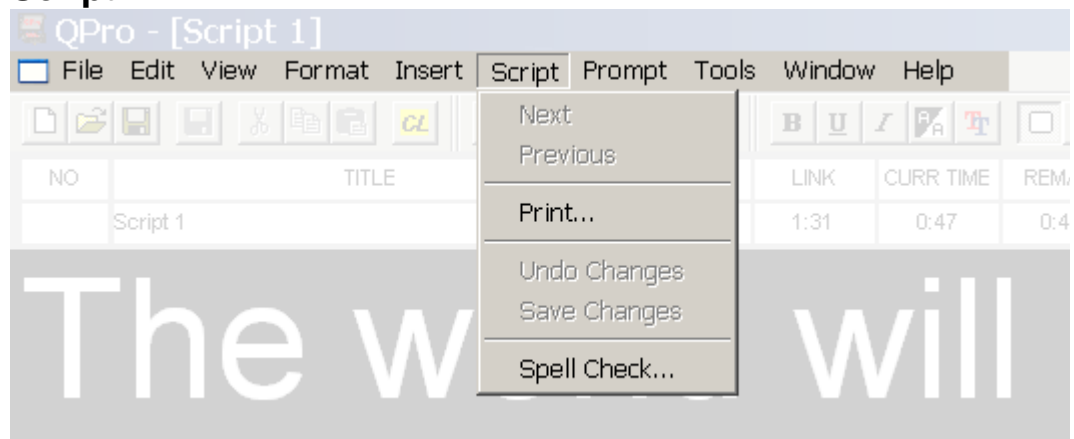 QPro - [Script 1]
File Edit View Format Insert Script Prompt Tools Window Help
CL B U I
Next
Previous
Print...
Undo Changes
Save Changes
Spell Check...
NO TITLE LINK CURR TIME
Script 1 1:31 0:47
The will